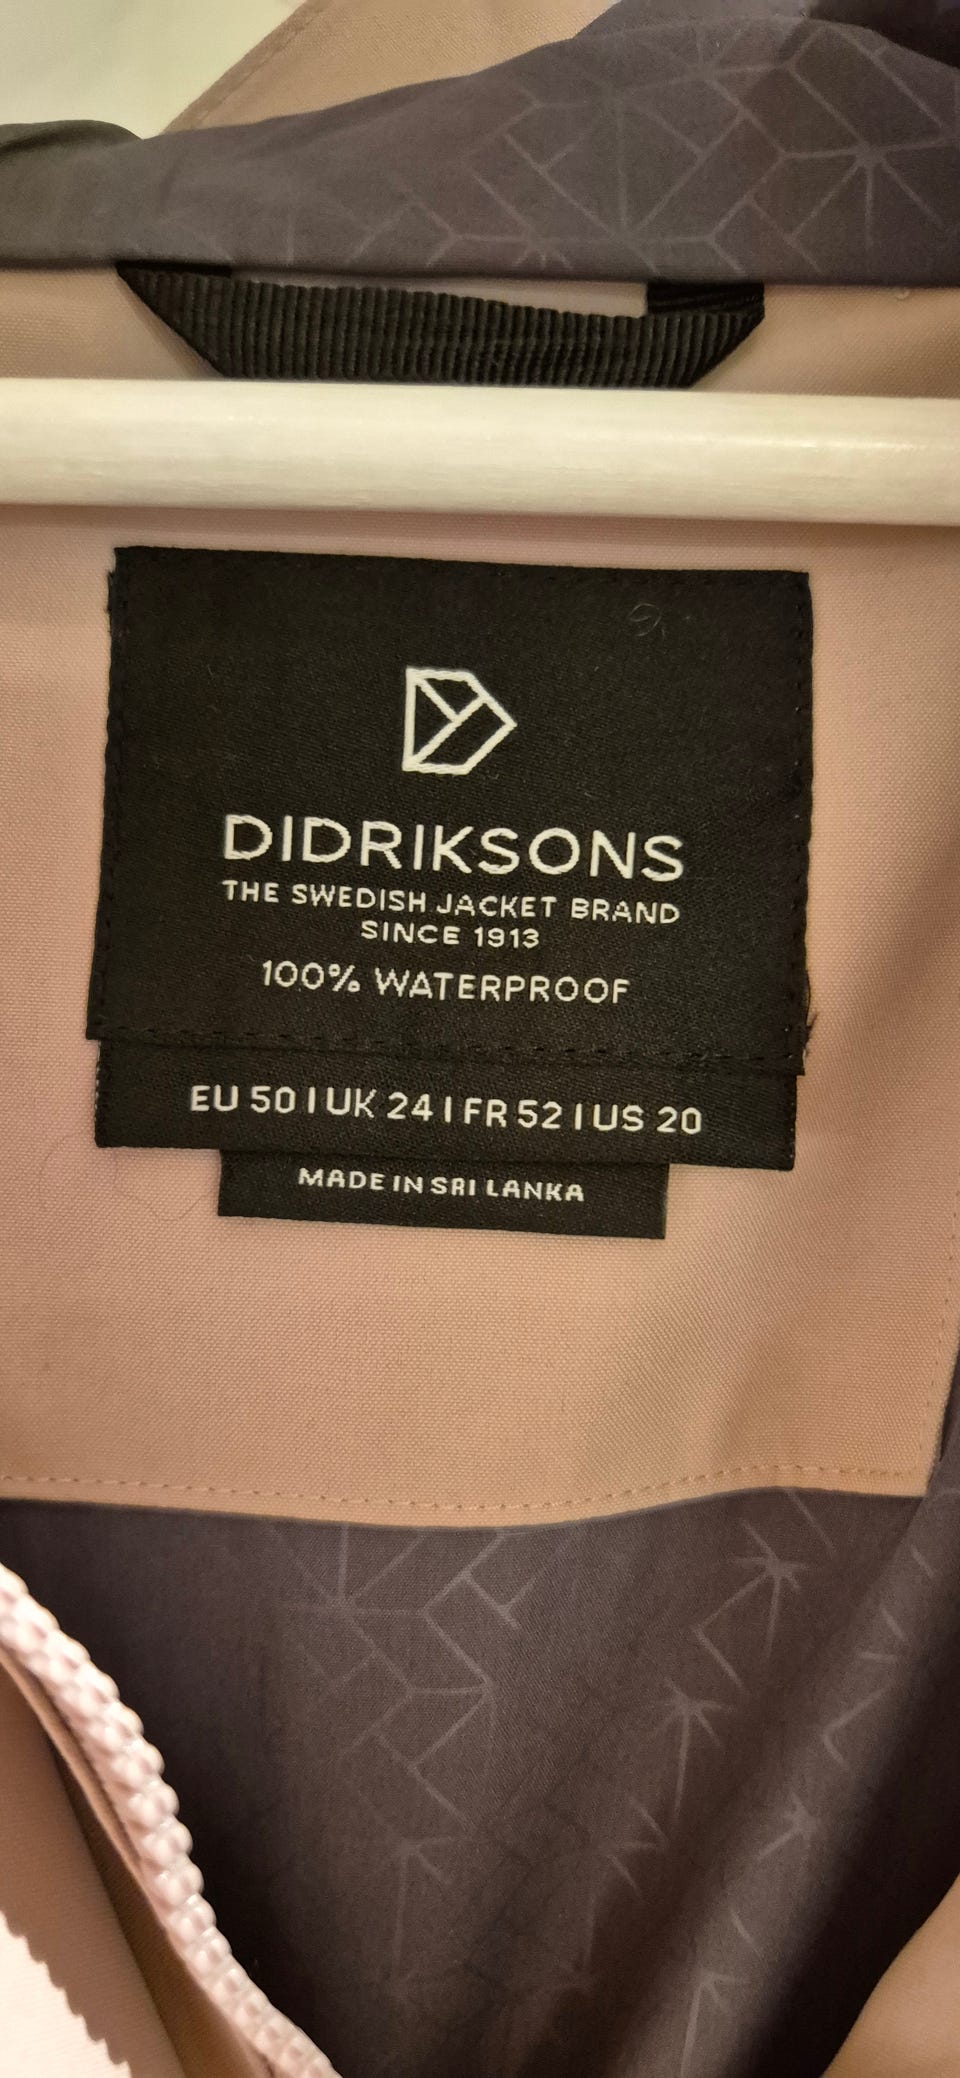 DIDRIKSONS
THE SWEDISH JACKET BRAND
SINCE 1913
100% WATERPROOF
EU 50 | UK 24 | FR 52 | US 20
MADE IN SRI LANKA